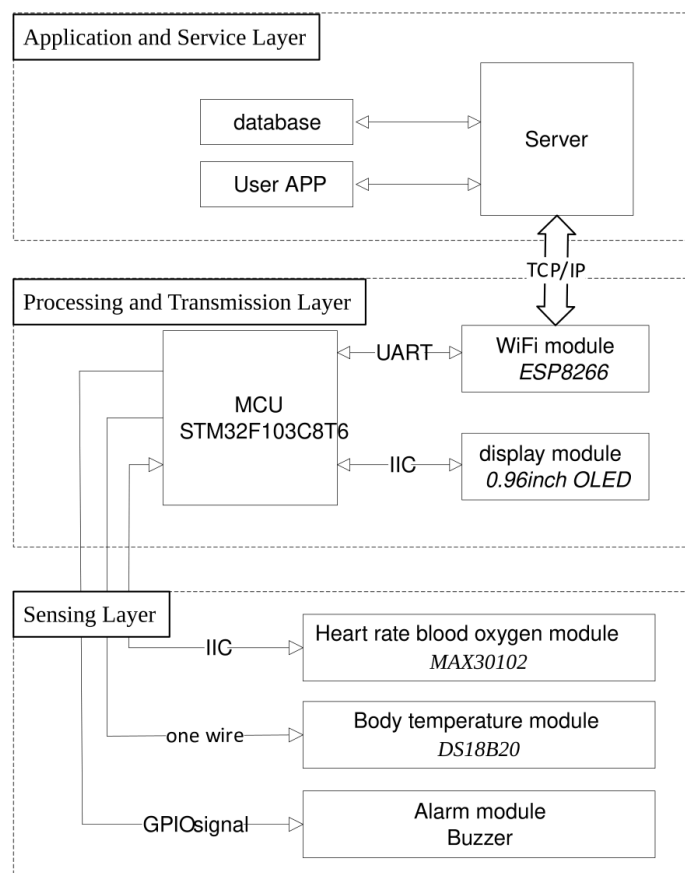 Application and Service Layer
database
Server
User APP
TCP/IP
Processing and Transmission Layer
UART
WiFi module
ESP8266
MCU
STM32F103C8T6
IIC
display module
0.96inch OLED
Sensing Layer
IIC
Heart rate blood oxygen module
MAX30102
one wire
Body temperature module
DS18B20
GPIOsignal
Alarm module
Buzzer